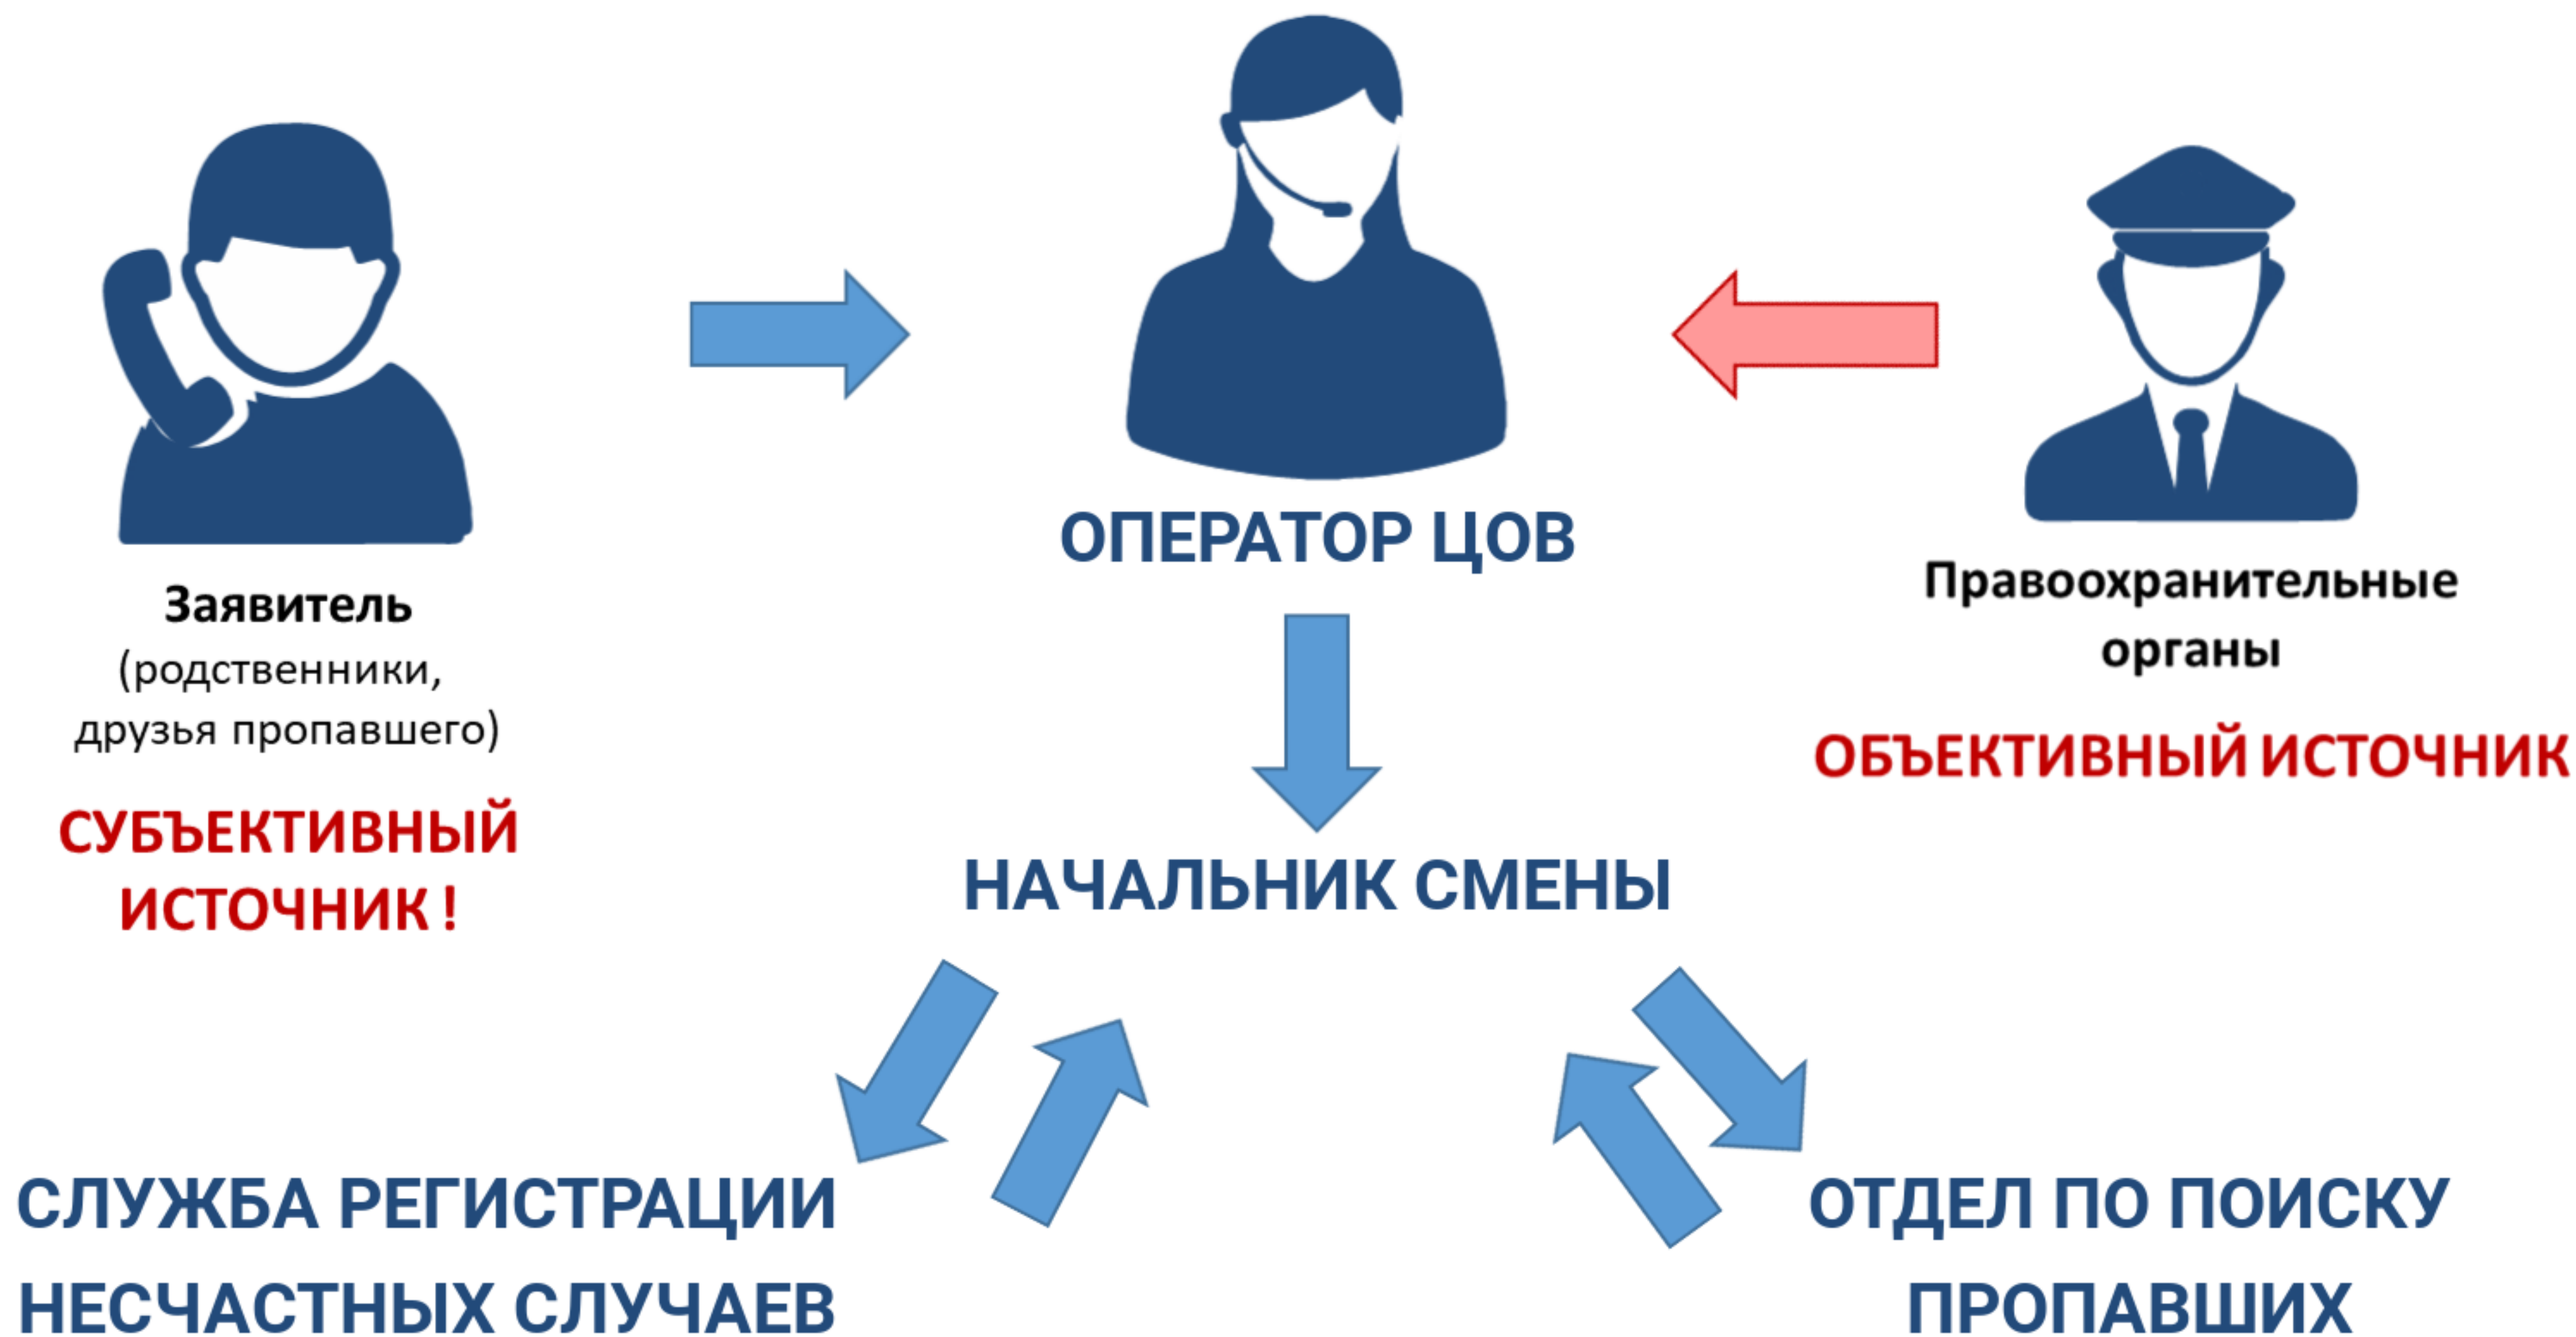 ОПЕРАТОР ЦОВ
Заявитель
(родственники,
друзья пропавшего)
СУБЪЕКТИВНЫЙ
ИСТОЧНИК !
Правоохранительные
органы
ОБЪЕКТИВНЫЙ ИСТОЧНИК
НАЧАЛЬНИК СМЕНЫ
СЛУЖБА РЕГИСТРАЦИИ
НЕСЧАСТНЫХ СЛУЧАЕВ
ОТДЕЛ ПО ПОИСКУ
ПРОПАВШИХ